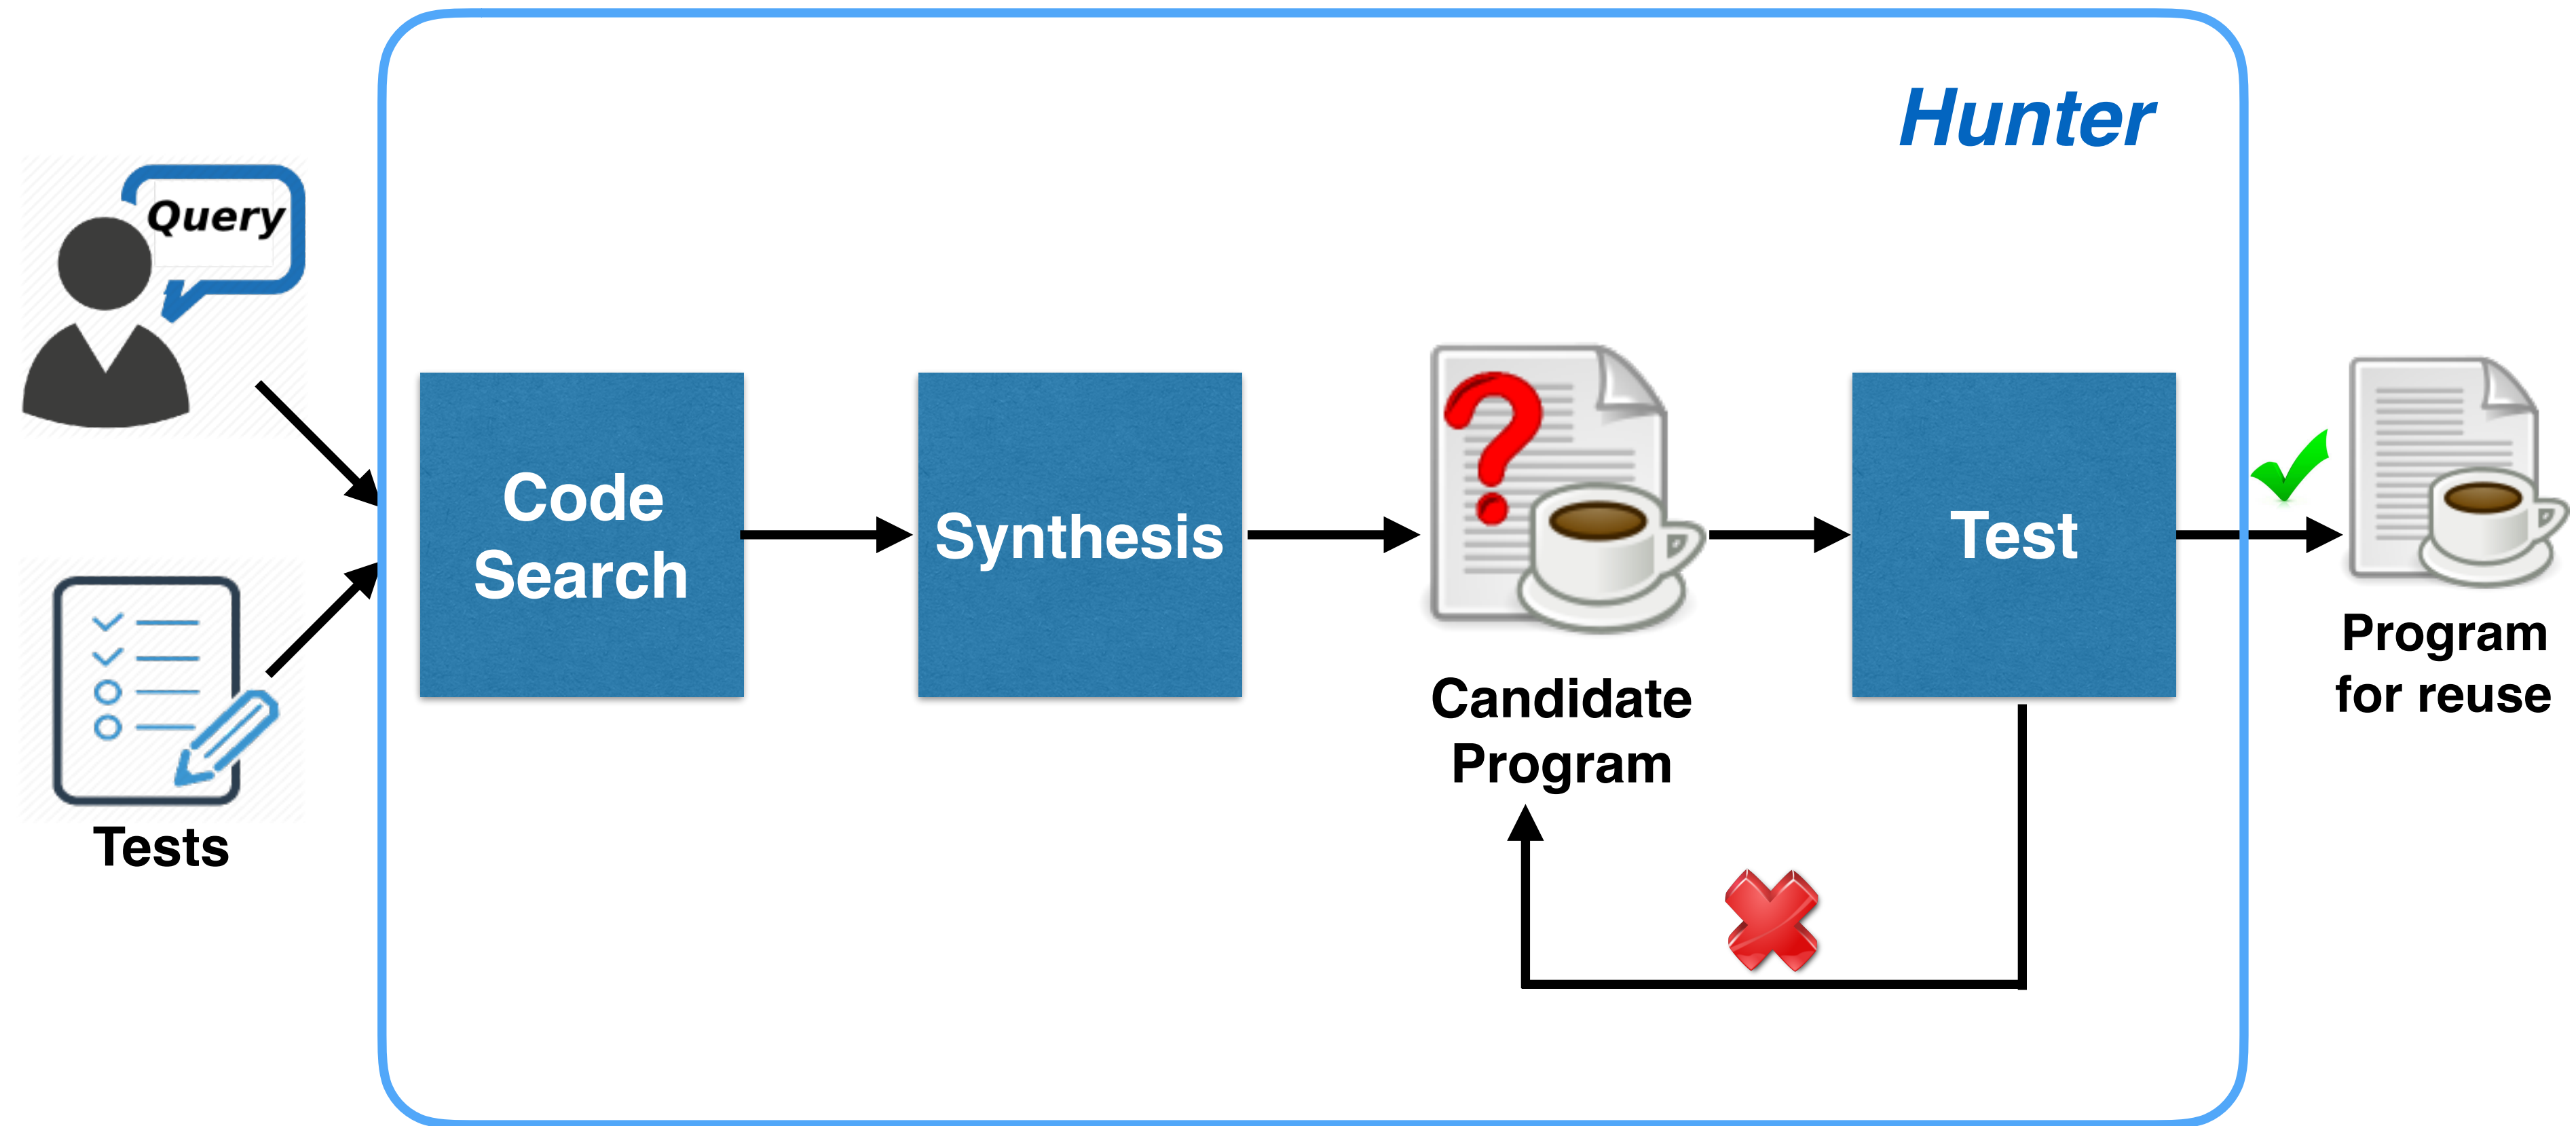 Hunter
Query
Tests
Code
Search
Synthesis
Candidate
Program
Test
Program
for reuse